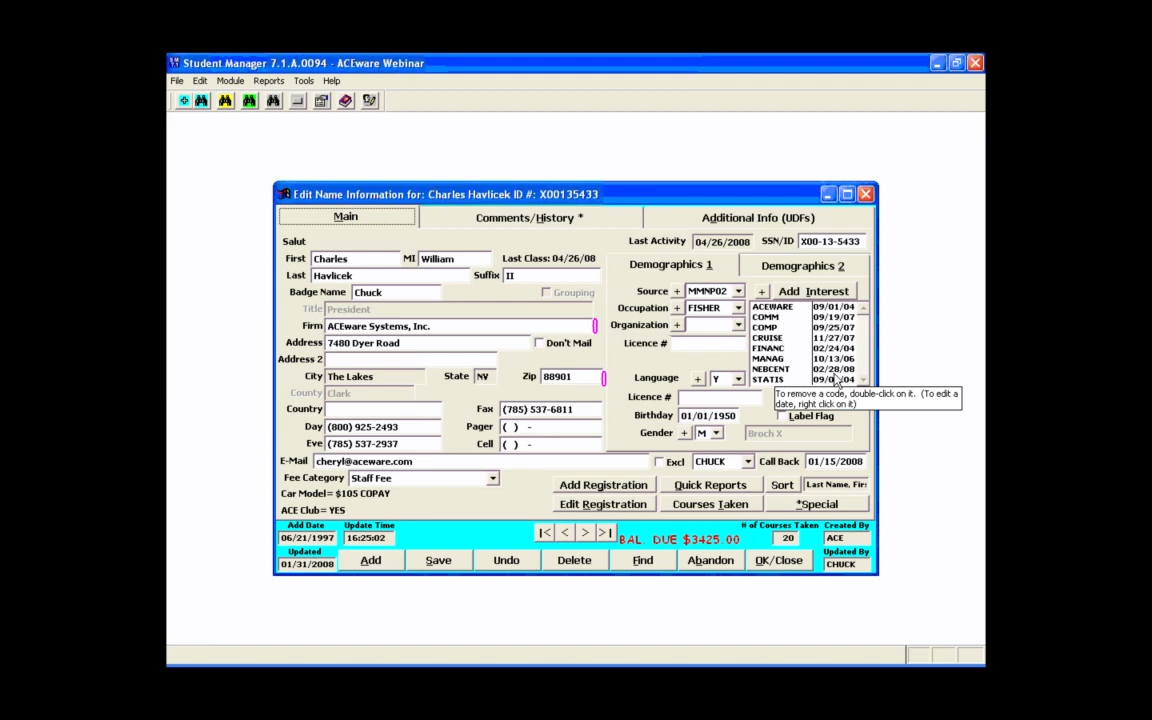 Student Manager 7.1.A.0094 - ACEware Webinar
File Edit Module Reports Tools Help
Edit Name Information for: Charles Havlicek ID #: X00135433
Main Comments/History * Additional Info (UDFs)
Salut Last Activity 04/26/2008 SSN/ID X00-13-5433
First Charles MI William Last Class: 04/26/08 Demographics 1 Demographics 2
Last Havlicek Suffix II
Badge Name Chuck Grouping Source + MMNP02 + Add Interest
Title President Occupation + FISHER ACEWARE 09/01/04
COMM 09/19/07
Firm ACEware Systems, Inc. Organization + COMP 09/25/07
CRUISE 11/27/07
Address 7480 Dyer Road Don't Mail Licence # FINANC 02/24/04
Address 2 MANAG 10/13/06
NEBCENT 02/28/08
City The Lakes State NV Zip 88901 Language + Y STATIS 09/0 /04
To remove a code, double-click on it. (To edit a
date, right click on it)
County Clark Licence #
Country Fax (785) 537-6811 Birthday 01/01/1950 Label Flag
Day (800) 925-2493 Pager ( ) - Gender + M Broch X
Eve (785) 537-2937 Cell ( ) -
E-Mail cheryl@aceware.com Excl CHUCK Call Back 01/15/2008
Fee Category Staff Fee Add Registration Quick Reports Sort Last Name, Fir
Car Model= $105 COPAY Edit Registration Courses Taken *Special
ACE Club= YES
Add Date Update Time # of Courses Taken Created By
06/21/1997 16:25:02 |< < > >| BAL. DUE $3425.00 20 ACE
Updated Updated By
01/31/2008 Add Save Undo Delete Find Abandon OK/Close CHUCK